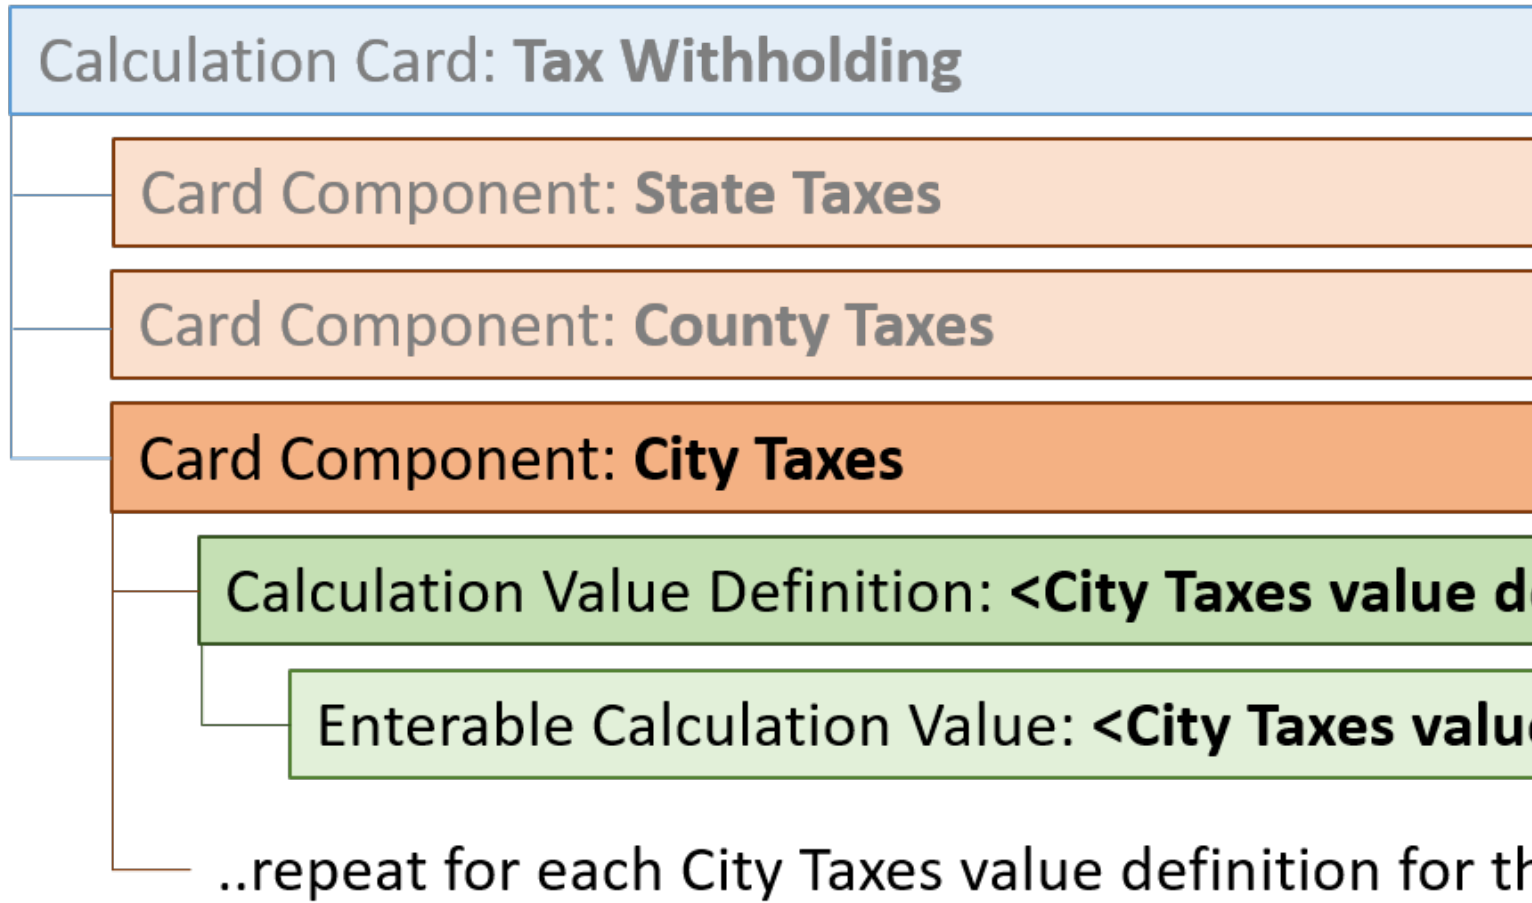 Calculation Card: Tax Withholding
Card Component: State Taxes
Card Component: County Taxes
Card Component: City Taxes
Calculation Value Definition: <City Taxes value
Enterable Calculation Value: <City Taxes
..repeat for each City Taxes value definition for